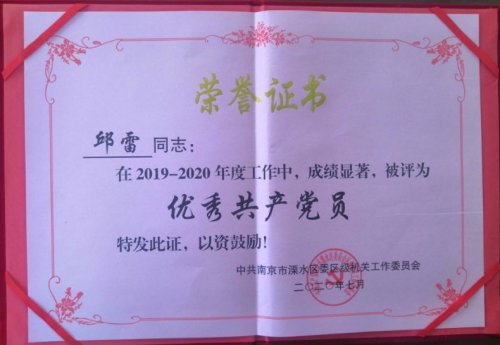 荣誉证书
邱雷同志：
在2019-2020年度工作中，成绩显著，被评为
优秀共产党员
特发此证，以资鼓励！
中共南京市溧水区委区级机关工作委员会
二〇二〇年七月